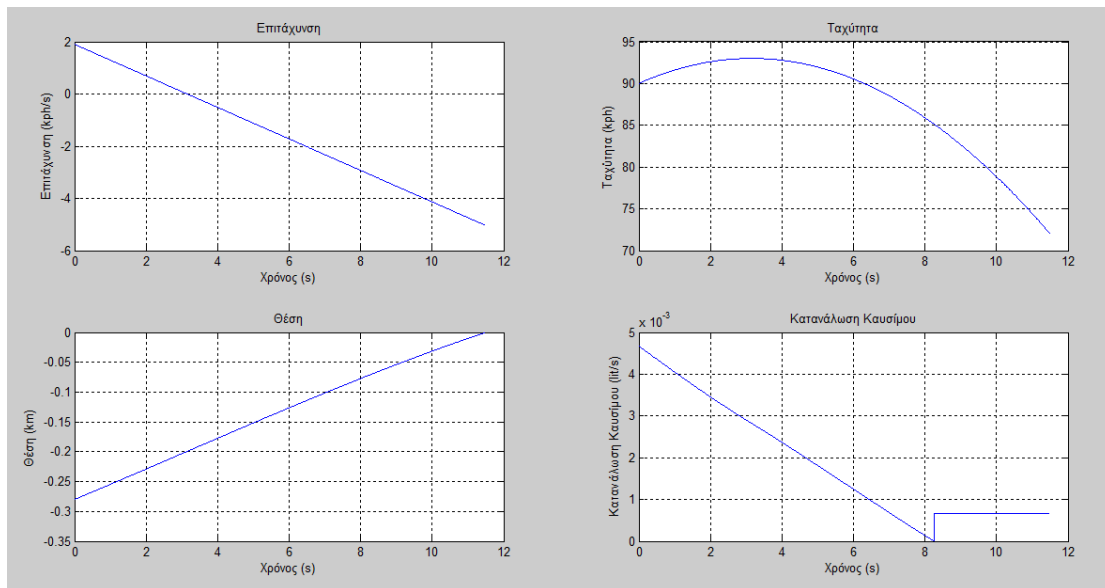 Επιτάχυνση
Επιτάχυνση (kph/s)
2
0
-2
-4
-6
0 2 4 6 8 10 12
Χρόνος (s)
Ταχύτητα
Ταχύτητα (kph)
95
90
85
80
75
70
0 2 4 6 8 10 12
Χρόνος (s)
Θέση
Θέση (km)
0
-0.05
-0.1
-0.15
-0.2
-0.25
-0.3
-0.35
0 2 4 6 8 10 12
Χρόνος (s)
Κατανάλωση Καυσίμου
x 10⁻³
Κατανάλωση Καυσίμου (lit/s)
5
4
3
2
1
0
0 2 4 6 8 10 12
Χρόνος (s)